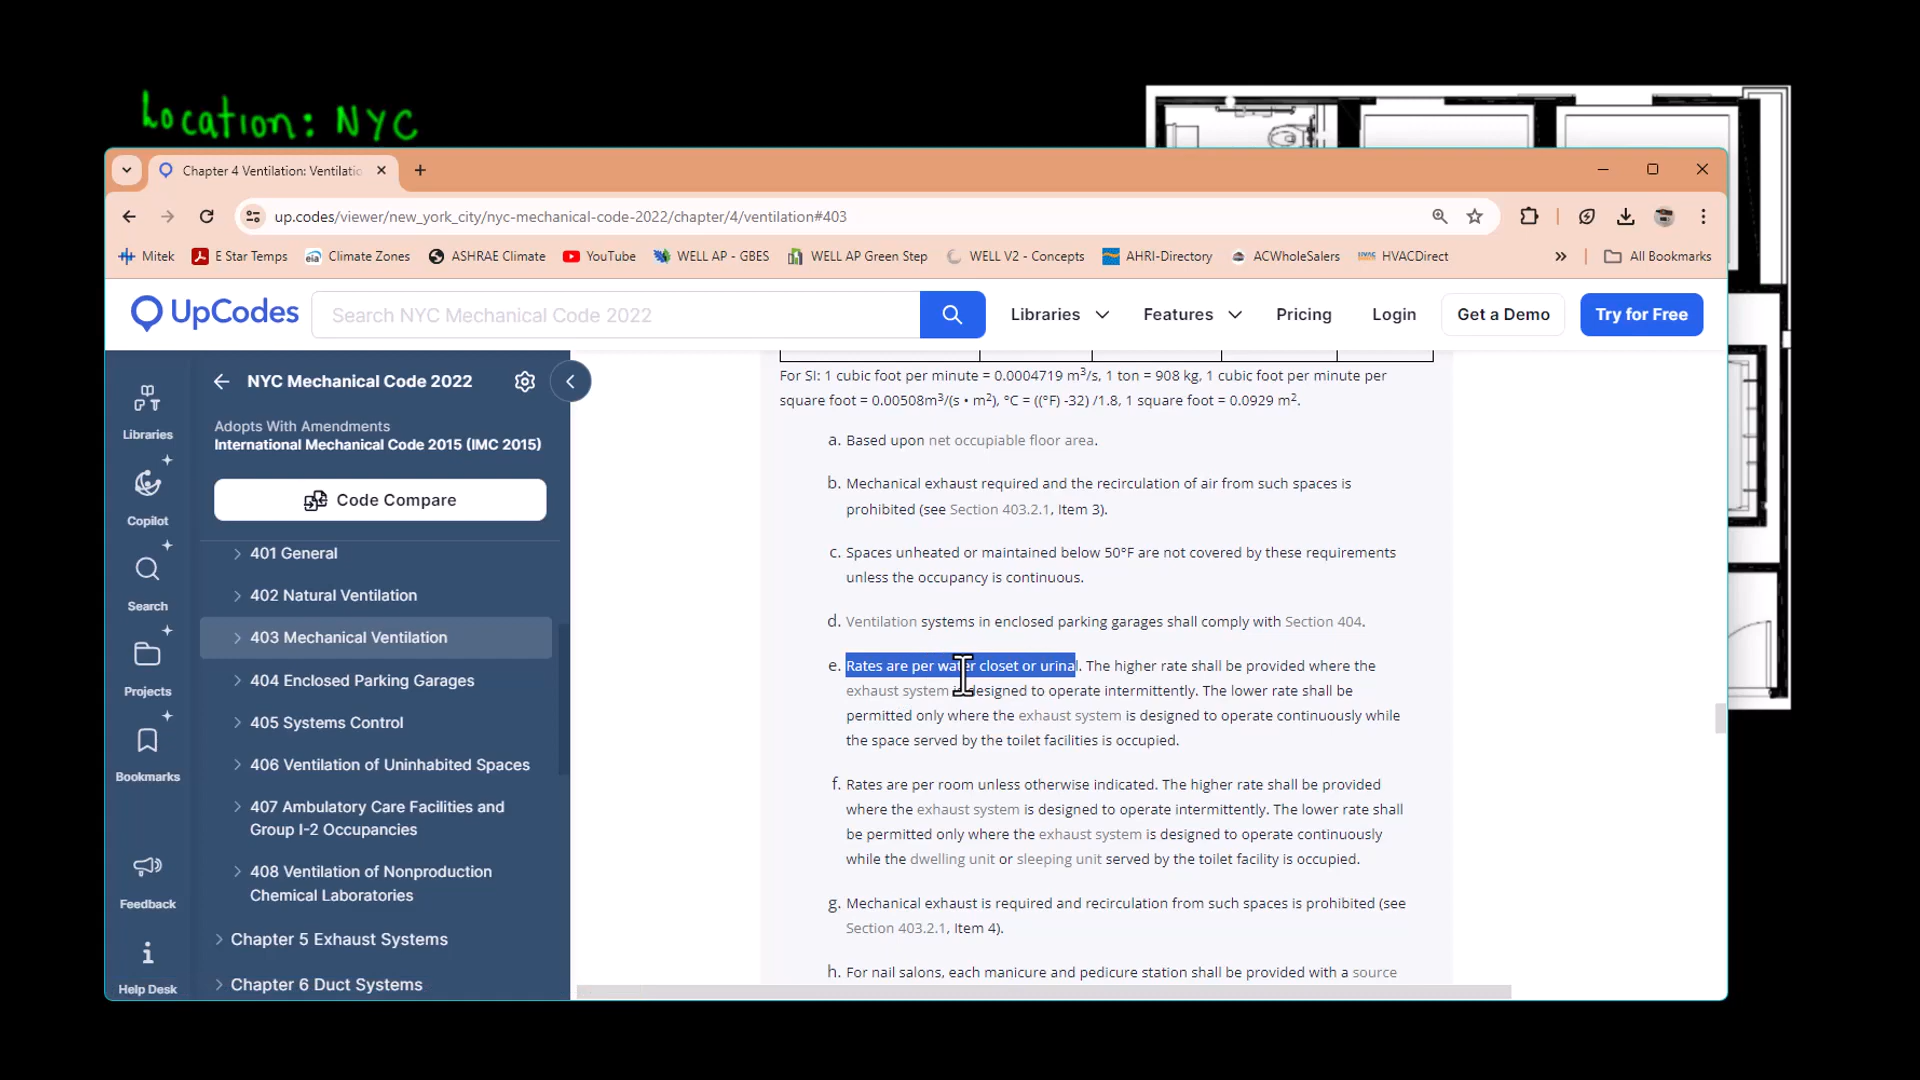 Location: NYC
Chapter 4 Ventilation: Ventilatio
up.codes/viewer/new_york_city/nyc-mechanical-code-2022/chapter/4/ventilation#403
Mitek
E Star Temps
Climate Zones
ASHRAE Climate
YouTube
WELL AP - GBES
WELL AP Green Step
WELL V2 - Concepts
AHRI-Directory
ACWholeSalers
HVACDirect
All Bookmarks
UpCodes
Search NYC Mechanical Code 2022
Libraries
Features
Pricing
Login
Get a Demo
Try for Free
Libraries
Copilot
Search
Projects
Bookmarks
Feedback
Help Desk
NYC Mechanical Code 2022
Adopts With Amendments
International Mechanical Code 2015 (IMC 2015)
Code Compare
401 General
402 Natural Ventilation
403 Mechanical Ventilation
404 Enclosed Parking Garages
405 Systems Control
406 Ventilation of Uninhabited Spaces
407 Ambulatory Care Facilities and
Group I-2 Occupancies
408 Ventilation of Nonproduction
Chemical Laboratories
Chapter 5 Exhaust Systems
Chapter 6 Duct Systems
For SI: 1 cubic foot per minute = 0.0004719 m³/s, 1 ton = 908 kg, 1 cubic foot per minute per
square foot = 0.00508m³/(s • m²), °C = ((°F) -32) /1.8, 1 square foot = 0.0929 m².
a. Based upon net occupiable floor area.
b. Mechanical exhaust required and the recirculation of air from such spaces is
prohibited (see Section 403.2.1, Item 3).
c. Spaces unheated or maintained below 50°F are not covered by these requirements
unless the occupancy is continuous.
d. Ventilation systems in enclosed parking garages shall comply with Section 404.
e. Rates are per water closet or urinal. The higher rate shall be provided where the
exhaust system is designed to operate intermittently. The lower rate shall be
permitted only where the exhaust system is designed to operate continuously while
the space served by the toilet facilities is occupied.
f. Rates are per room unless otherwise indicated. The higher rate shall be provided
where the exhaust system is designed to operate intermittently. The lower rate shall
be permitted only where the exhaust system is designed to operate continuously
while the dwelling unit or sleeping unit served by the toilet facility is occupied.
g. Mechanical exhaust is required and recirculation from such spaces is prohibited (see
Section 403.2.1, Item 4).
h. For nail salons, each manicure and pedicure station shall be provided with a source